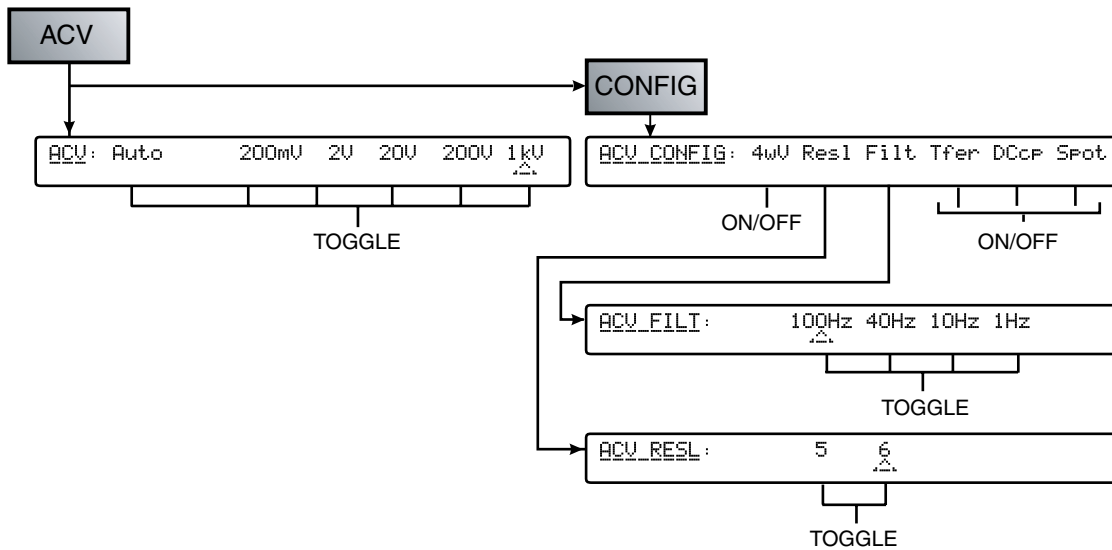 ACV
CONFIG
ACV: Auto 200mV 2V 20V 200V 1kV
TOGGLE
ACV_CONFIG: 4wV Resl Filt Tfer DCcp Spot
ON/OFF
ON/OFF
ACV_FILT: 100Hz 40Hz 10Hz 1Hz
TOGGLE
ACV_RESL: 5 6
TOGGLE